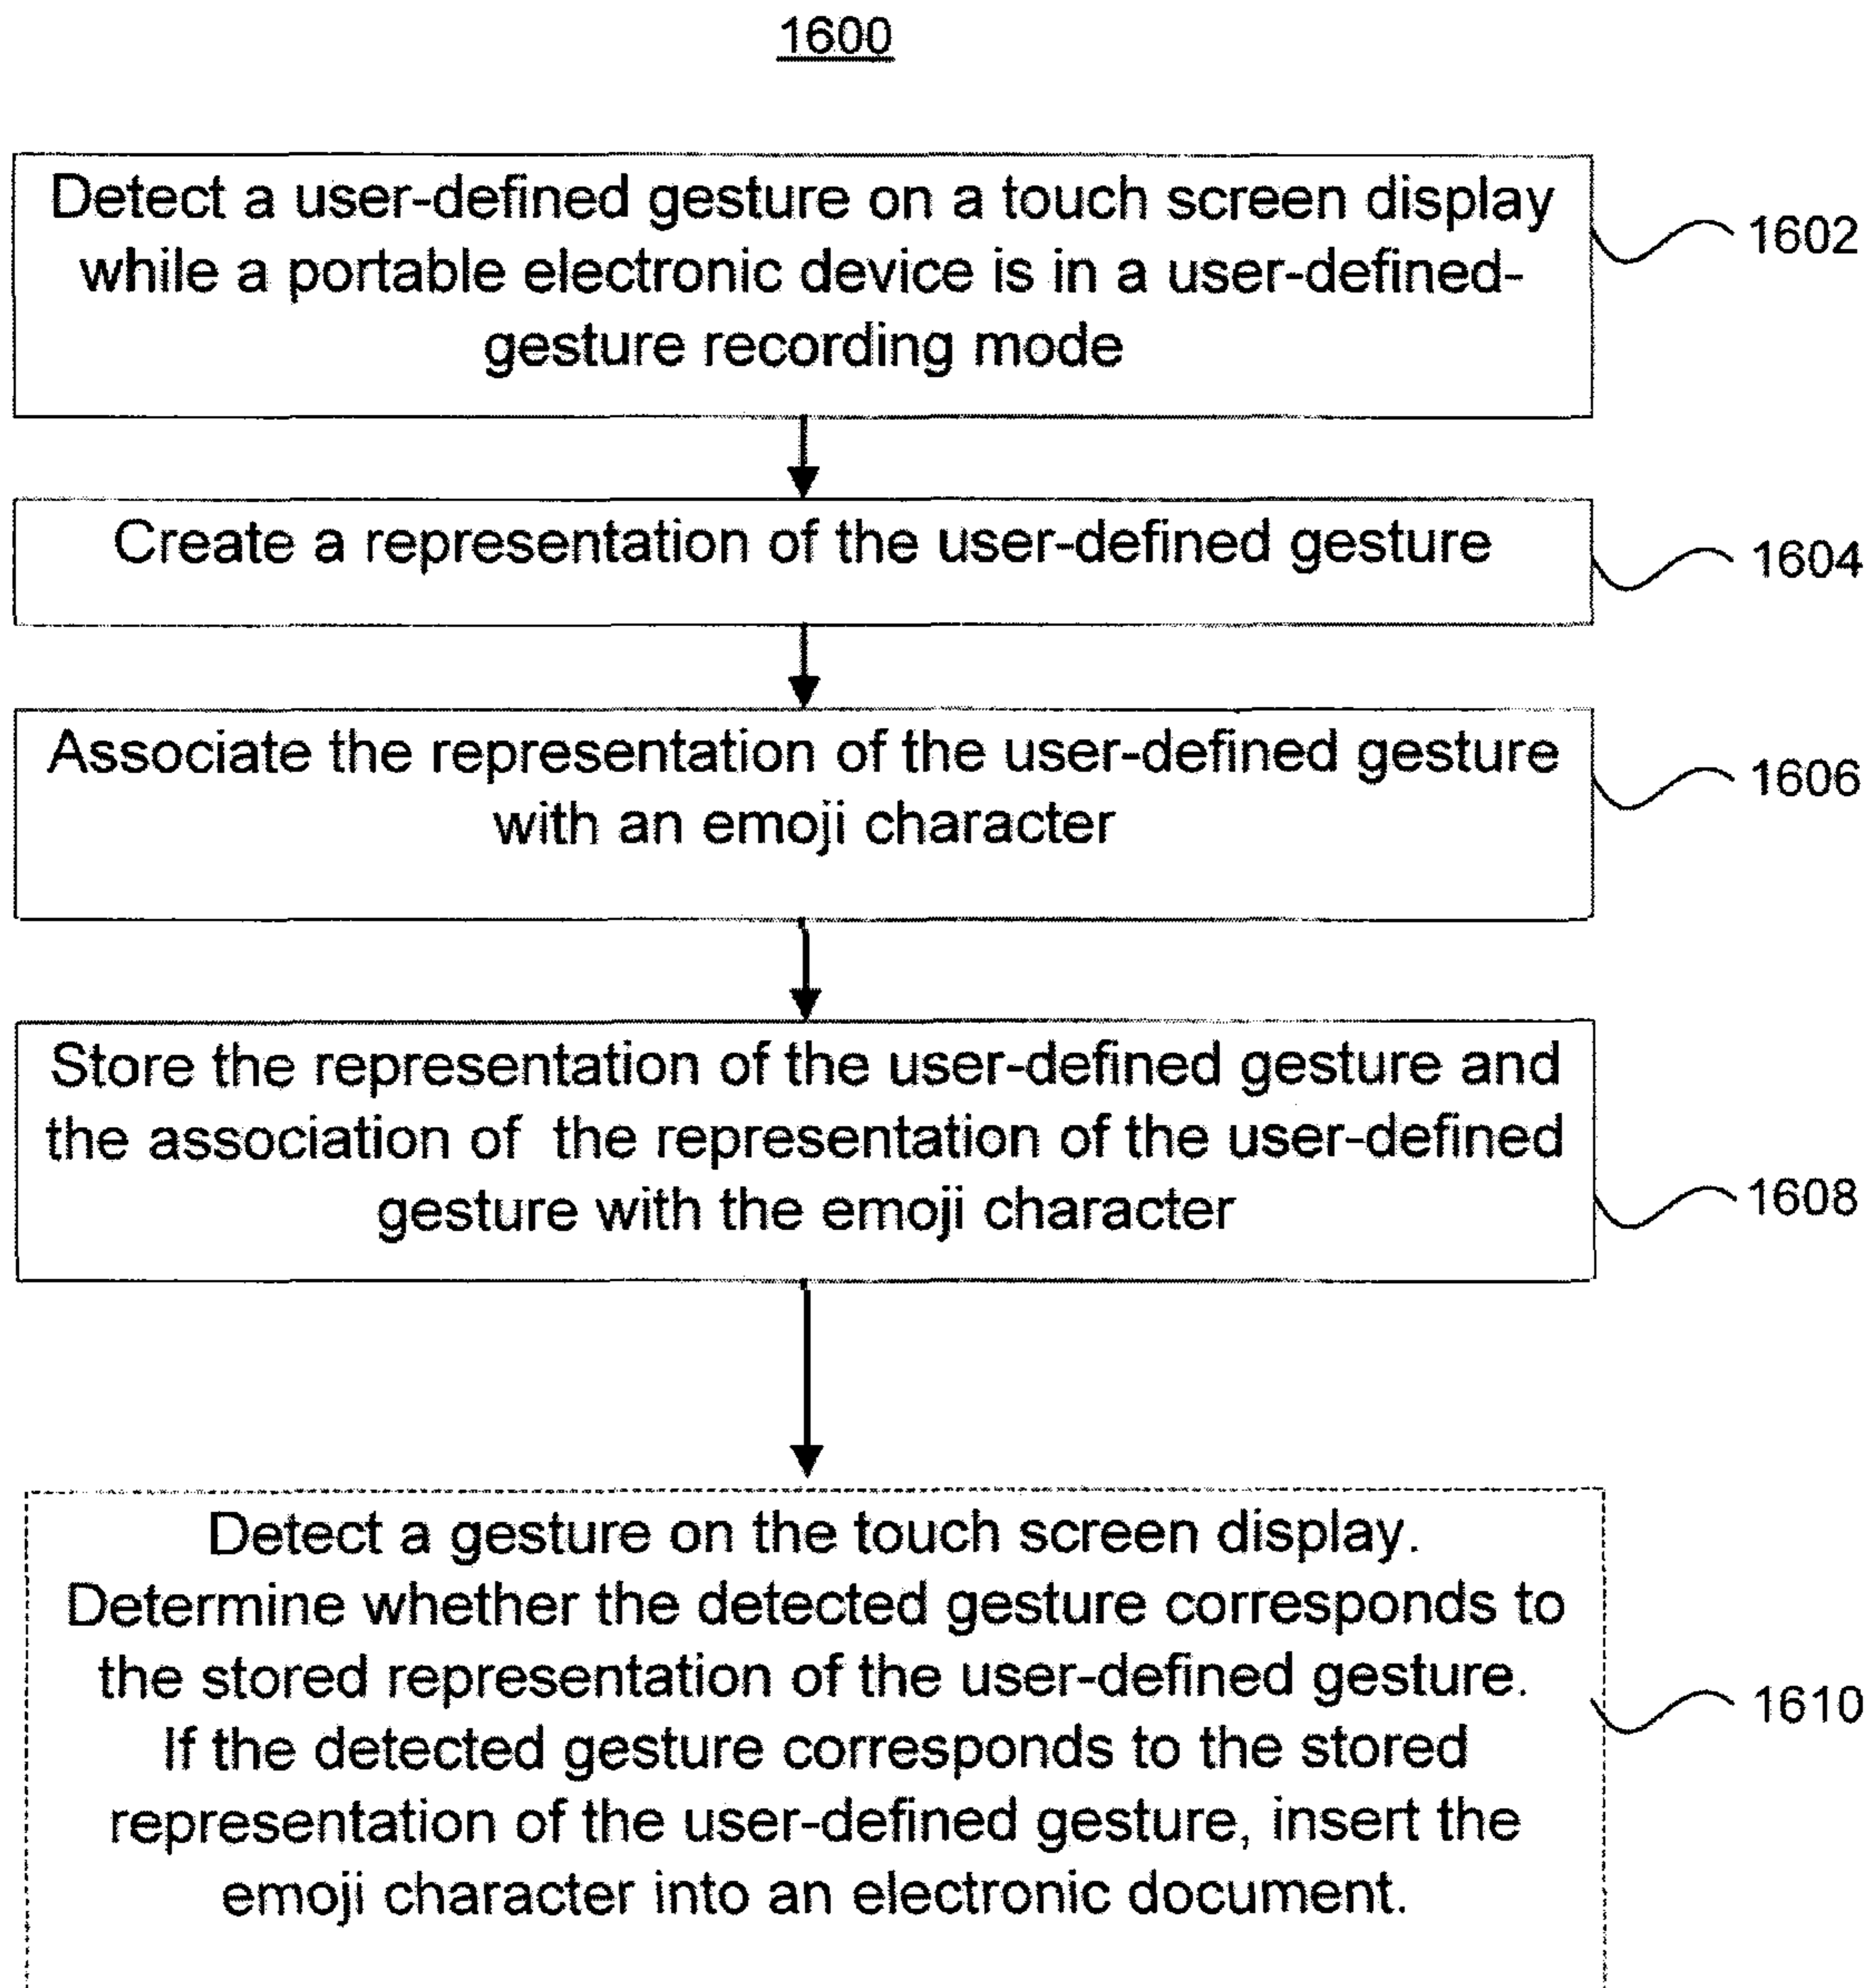 1600
Detect a user-defined gesture on a touch screen display
while a portable electronic device is in a user-defined-
gesture recording mode
1602
Create a representation of the user-defined gesture
1604
Associate the representation of the user-defined gesture
with an emoji character
1606
Store the representation of the user-defined gesture and
the association of the representation of the user-defined
gesture with the emoji character
1608
Detect a gesture on the touch screen display.
Determine whether the detected gesture corresponds to
the stored representation of the user-defined gesture.
If the detected gesture corresponds to the stored
representation of the user-defined gesture, insert the
emoji character into an electronic document.
1610